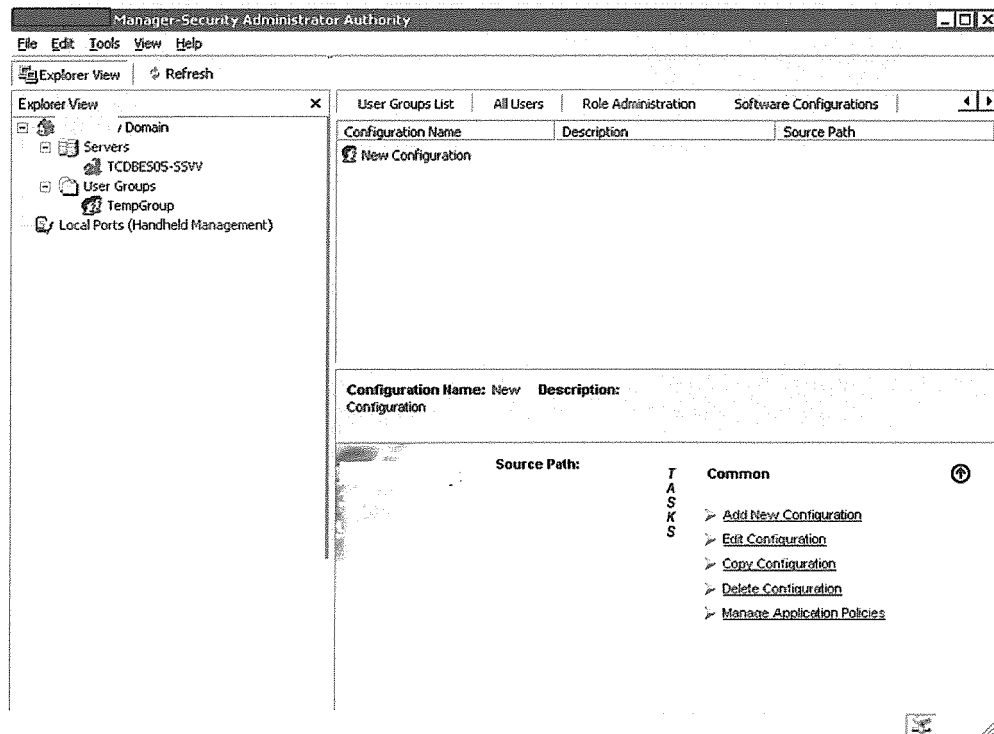 Manager-Security Administrator Authority
File Edit Tools View Help
Explorer View Refresh
Explorer View
User Groups List All Users Role Administration Software Configurations
Domain
Servers
TCDBES05-SSVV
User Groups
TempGroup
Local Ports (Handheld Management)
Configuration Name Description Source Path
New Configuration
Configuration Name: New Configuration
Description:
Source Path:
TASKS
Common
Add New Configuration
Edit Configuration
Copy Configuration
Delete Configuration
Manage Application Policies